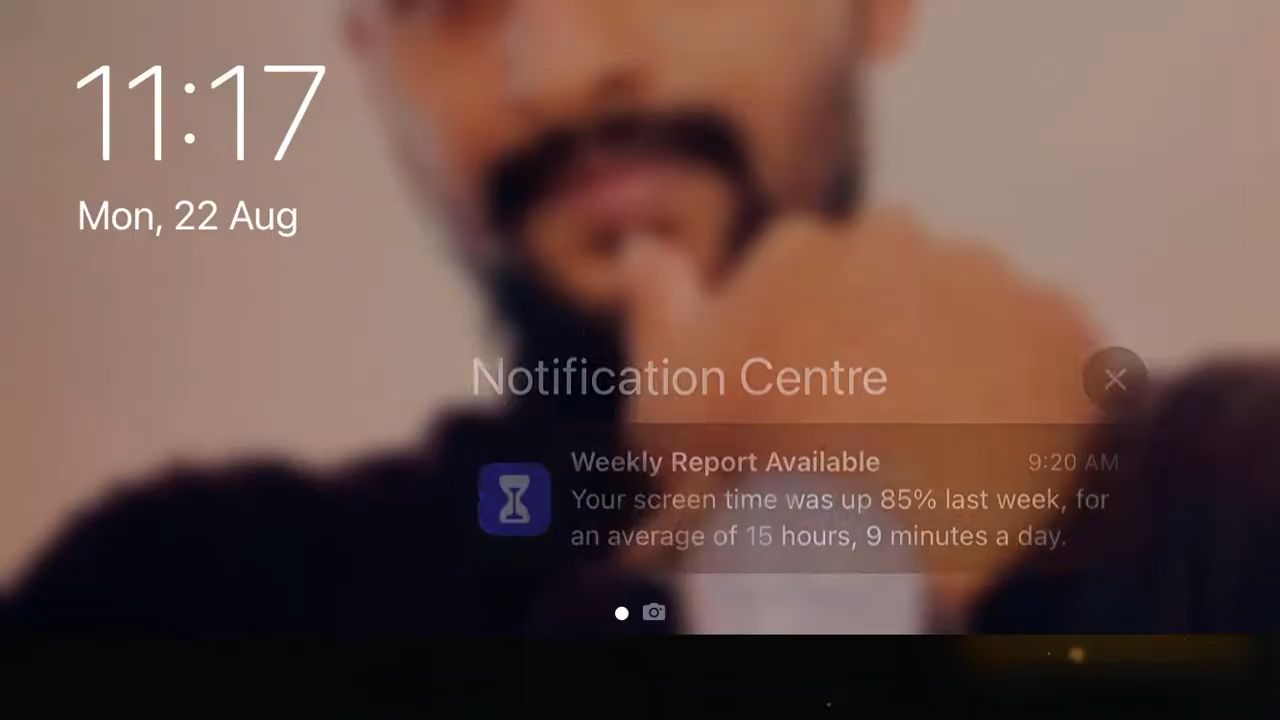 11:17
Mon, 22 Aug
Notification Centre
Weekly Report Available 9:20 AM
Your screen time was up 85% last week, for
an average of 15 hours, 9 minutes a day.